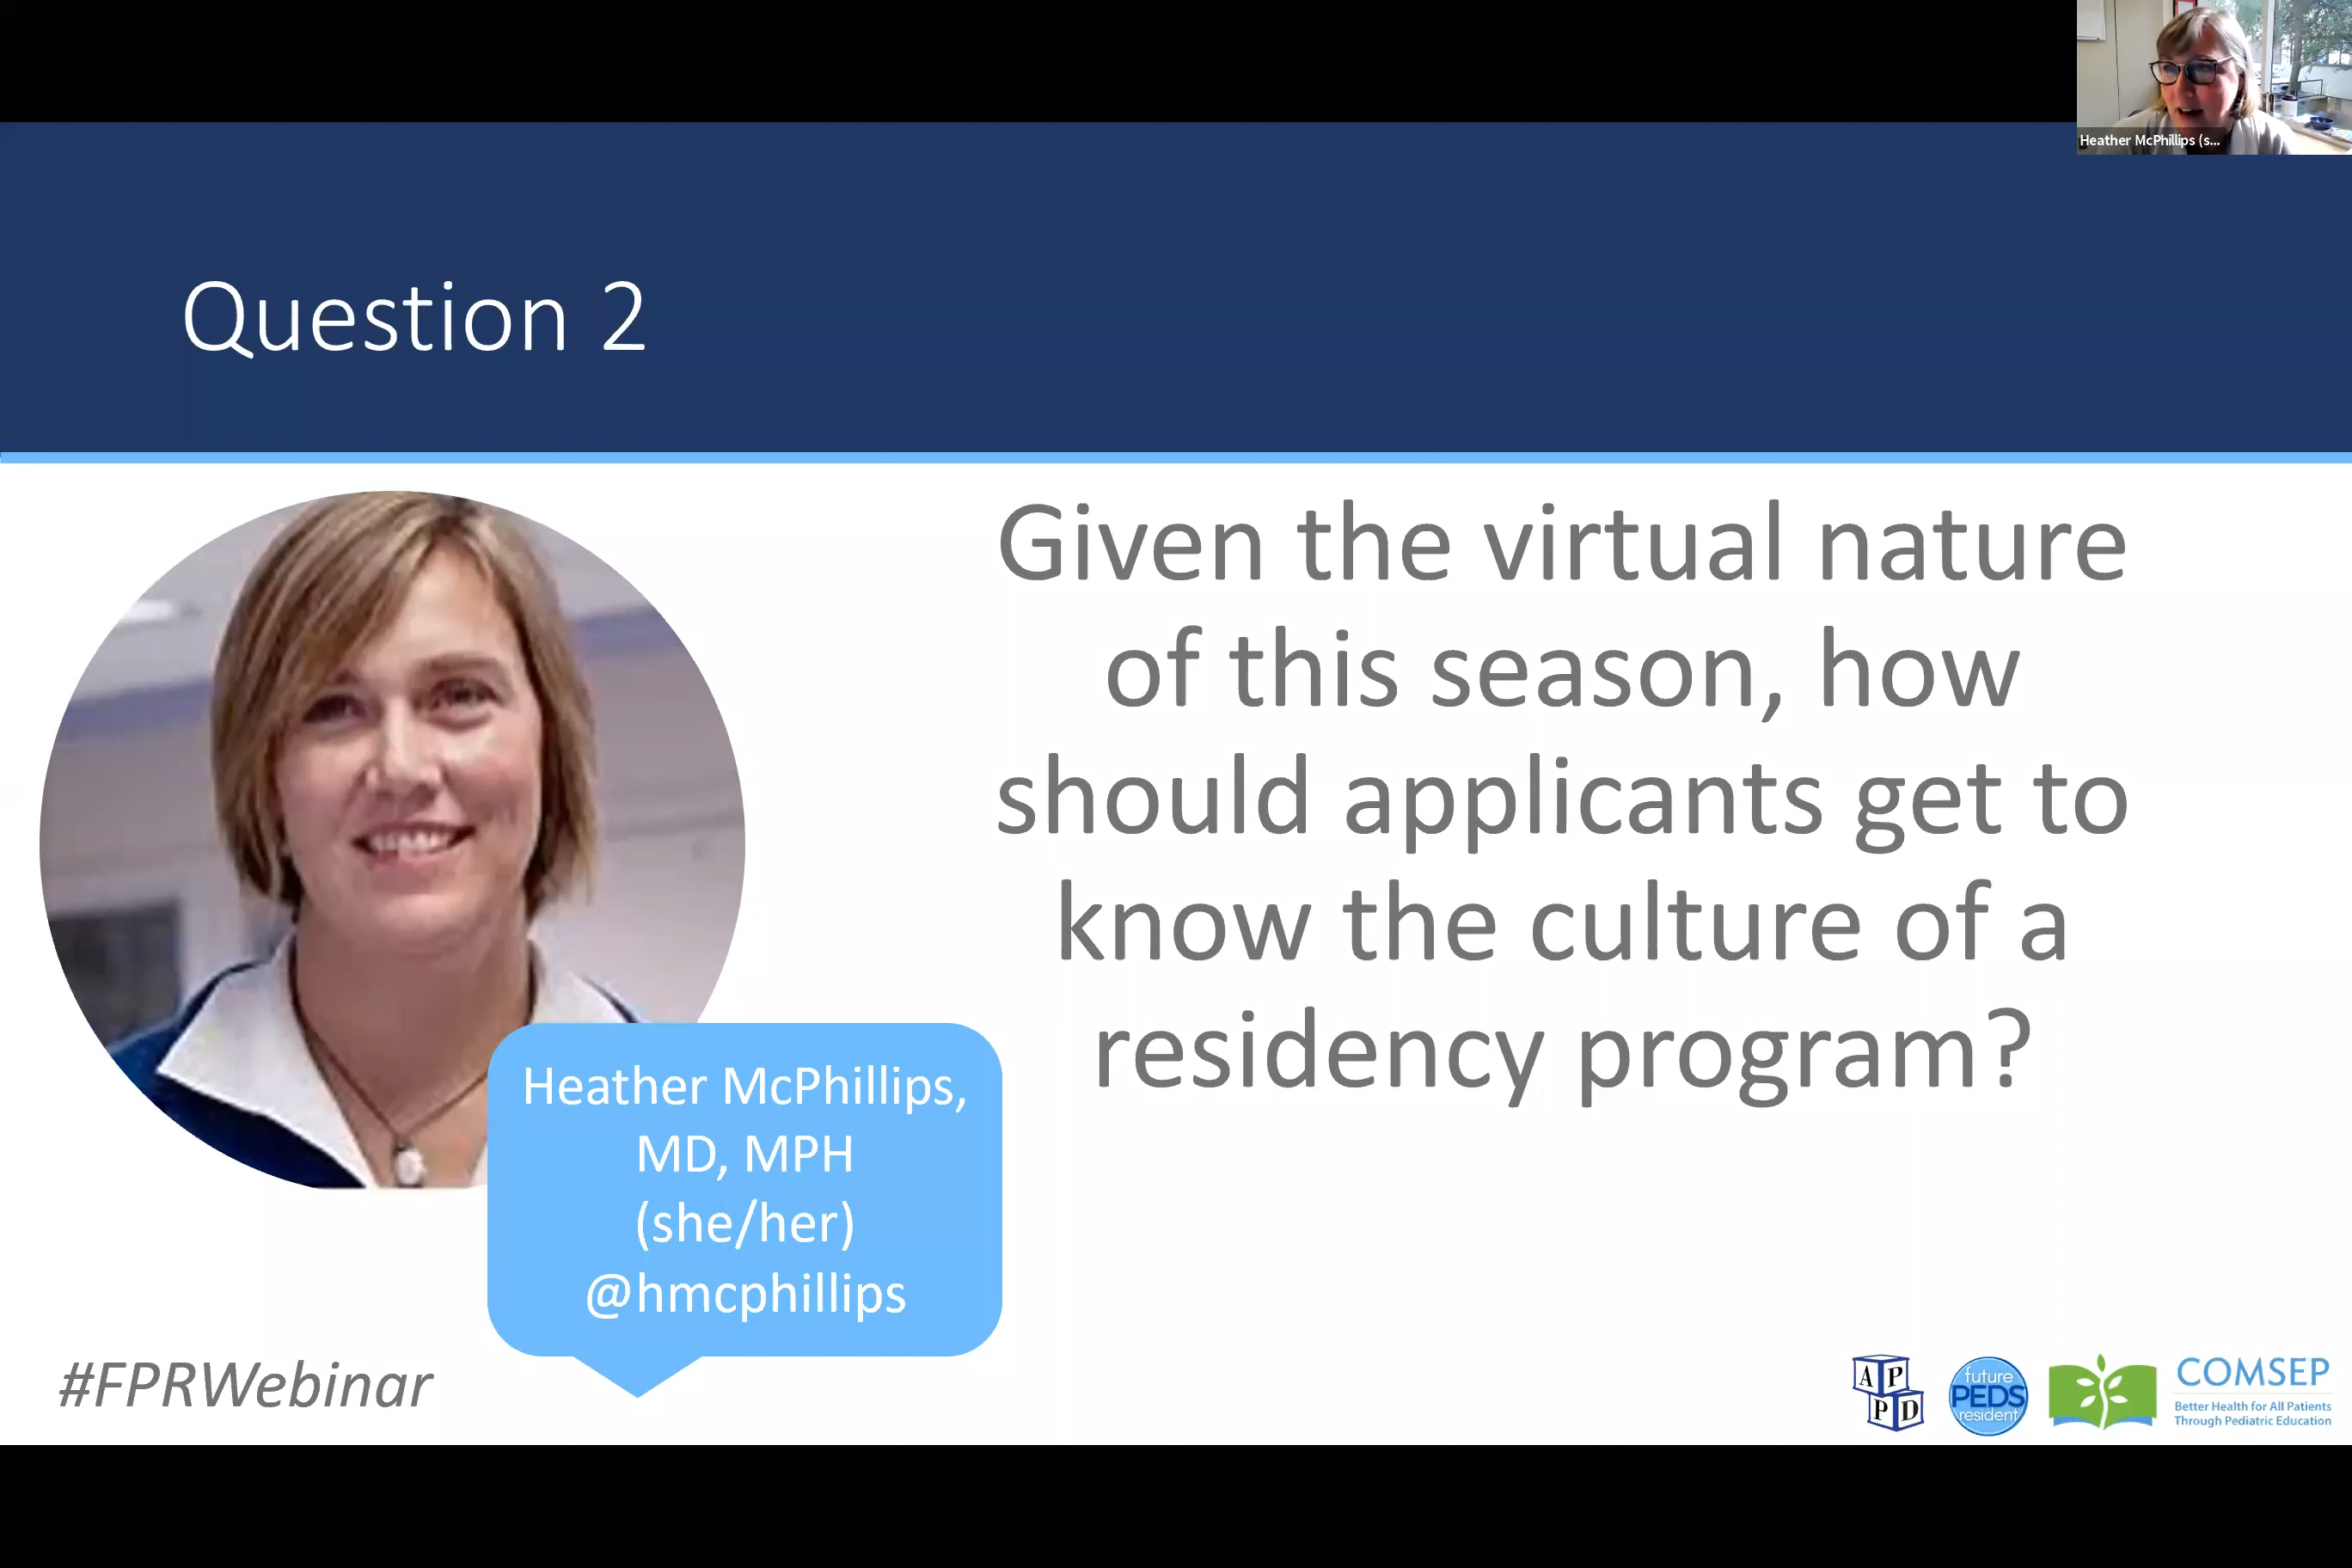 Heather McPhillips (s...
Question 2
Given the virtual nature
of this season, how
should applicants get to
know the culture of a
residency program?
Heather McPhillips,
MD, MPH
(she/her)
@hmcphillips
#FPRWebinar
A P
P D
future
PEDS
resident
COMSEP
Better Health for All Patients
Through Pediatric Education